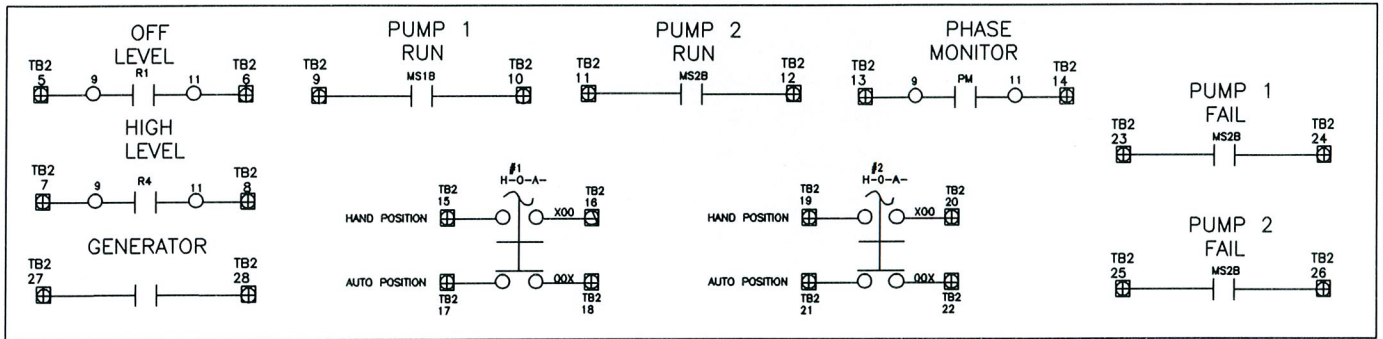 OFF
LEVEL
TB2
5
9
R1
11
TB2
6
PUMP 1
RUN
TB2
9
MS1B
TB2
10
PUMP 2
RUN
TB2
11
MS2B
TB2
12
PHASE
MONITOR
TB2
13
9
PM
11
TB2
14
PUMP 1
FAIL
TB2
23
MS2B
TB2
24
HIGH
LEVEL
TB2
7
9
R4
11
TB2
8
#1
H-O-A-
TB2
15
TB2
16
HAND POSITION
X00
AUTO POSITION
00X
TB2
17
TB2
18
#2
H-O-A-
TB2
19
TB2
20
HAND POSITION
X00
AUTO POSITION
00X
TB2
21
TB2
22
GENERATOR
TB2
27
TB2
28
PUMP 2
FAIL
TB2
25
MS2B
TB2
26